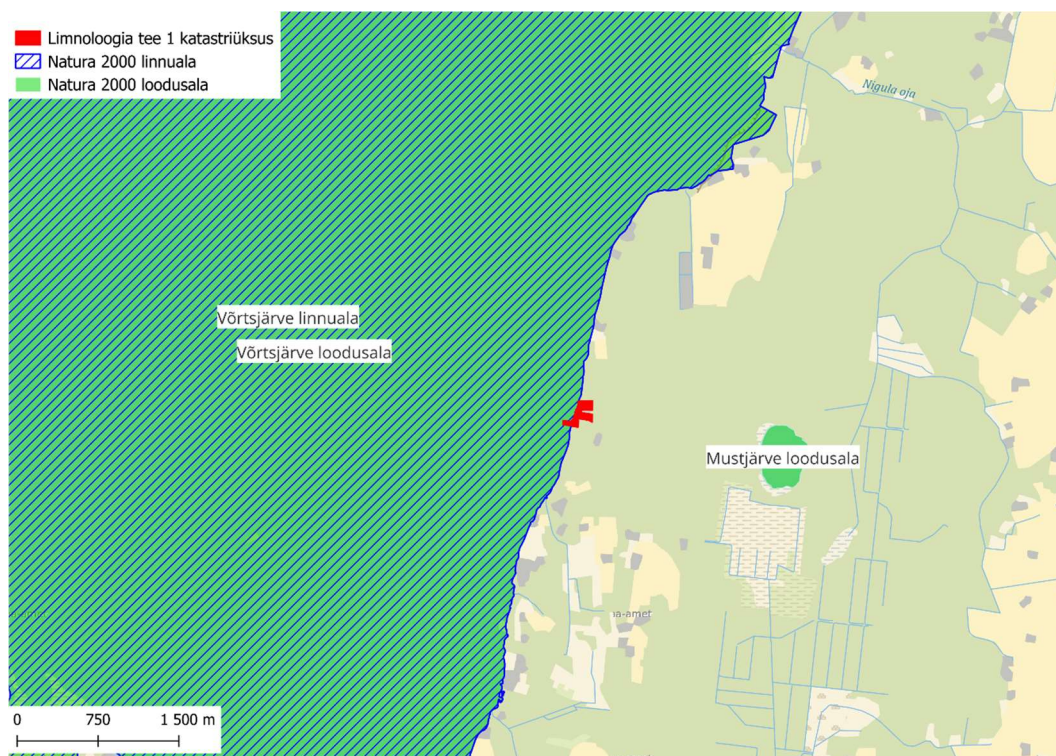 Limnoloogia tee 1 katastriüksus
Natura 2000 linnuala
Natura 2000 loodusala
Nigula oja
Võrtsjärve linnuala
Võrtsjärve loodusala
Mustjärve loodusala
0 750 1 500 m